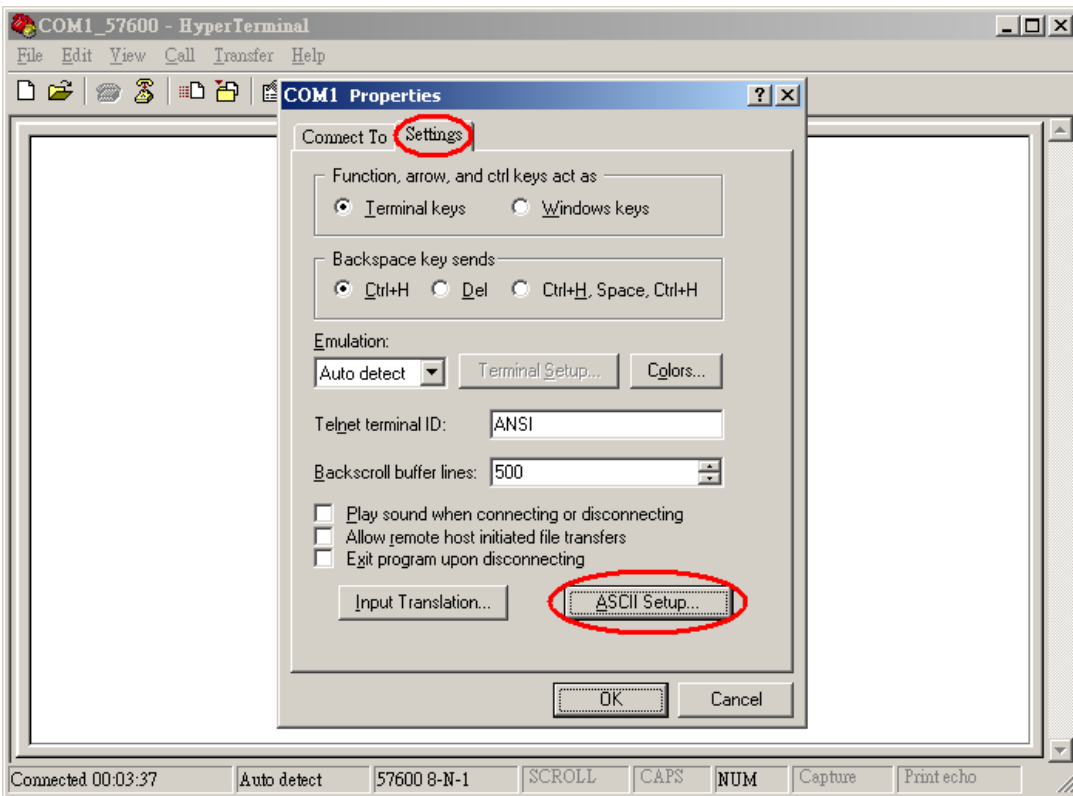 COM1_57600 - HyperTerminal
File Edit View Call Transfer Help
COM1 Properties
Connect To Settings
Function, arrow, and ctrl keys act as
Terminal keys Windows keys
Backspace key sends
Ctrl+H Del Ctrl+H, Space, Ctrl+H
Emulation:
Auto detect Terminal Setup... Colors...
Telnet terminal ID: ANSI
Backscroll buffer lines: 500
Play sound when connecting or disconnecting
Allow remote host initiated file transfers
Exit program upon disconnecting
Input Translation... ASCII Setup...
OK Cancel
Connected 00:03:37 Auto detect 57600 8-N-1 SCROLL CAPS NUM Capture Print echo